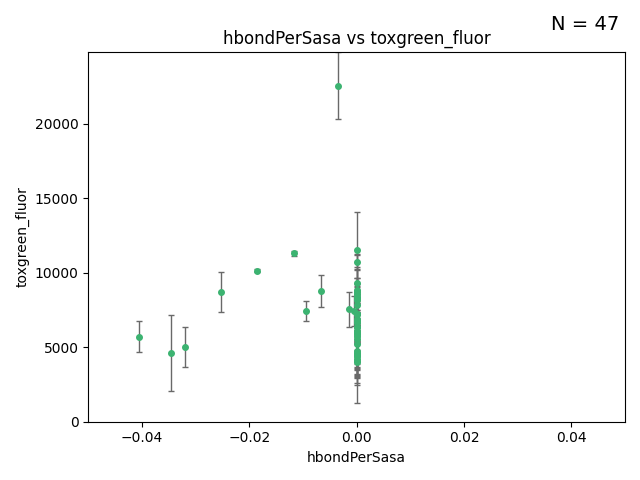 N = 47
hbondPerSasa vs toxgreen_fluor
20000
15000
10000
5000
0
toxgreen_fluor
−0.04 −0.02 0.00 0.02 0.04
hbondPerSasa